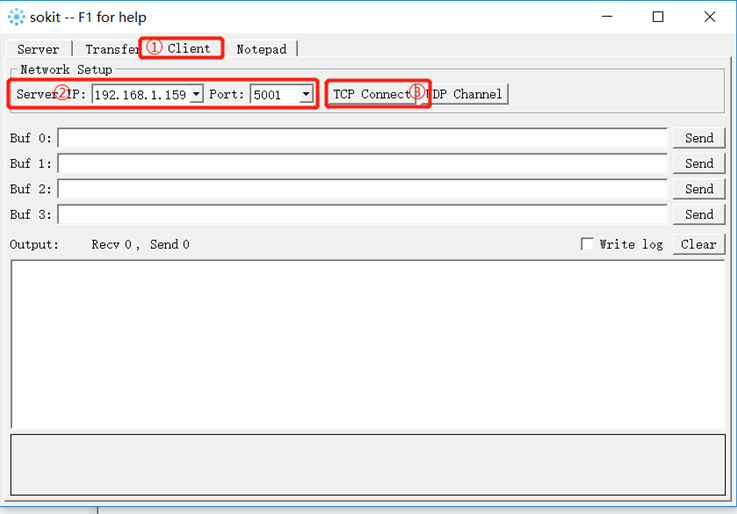 sokit -- F1 for help
Server Transfer ① Client Notepad
Network Setup
Server ② IP: 192.168.1.159 Port: 5001 TCP Connect ③ UDP Channel
Buf 0: Send
Buf 1: Send
Buf 2: Send
Buf 3: Send
Output: Recv 0 , Send 0 Write log Clear